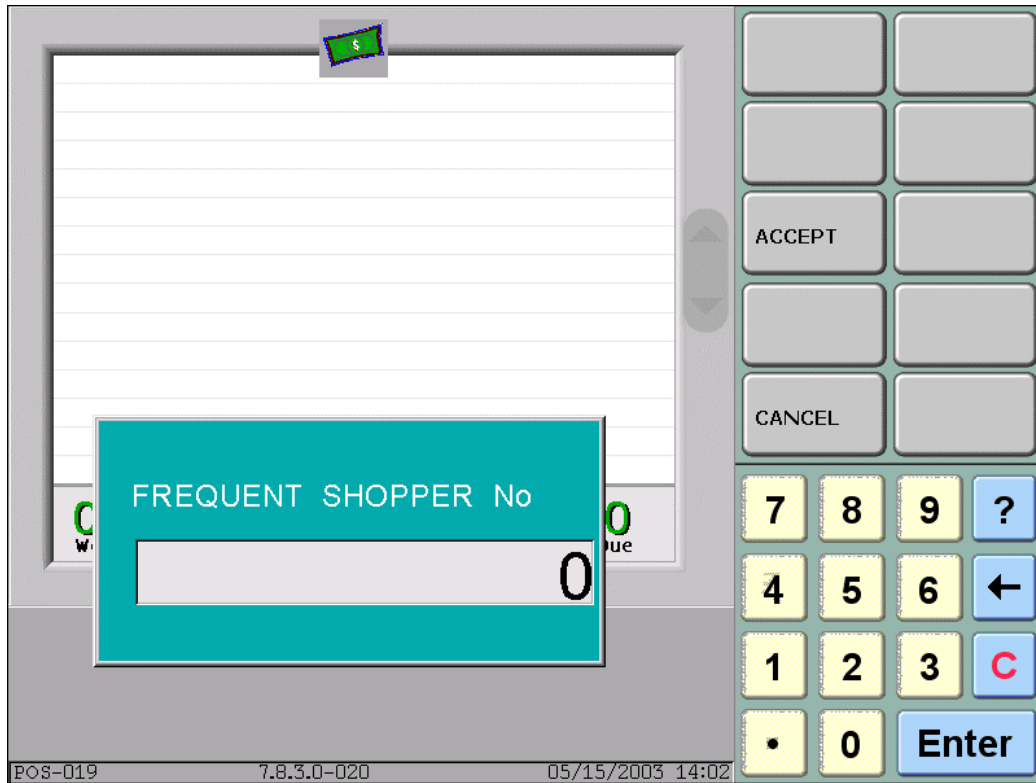 $
FREQUENT SHOPPER No
0
Due
ACCEPT
CANCEL
7 8 9 ?
4 5 6 ←
1 2 3 C
. 0 Enter
POS-019 7.8.3.0-020 05/15/2003 14:02